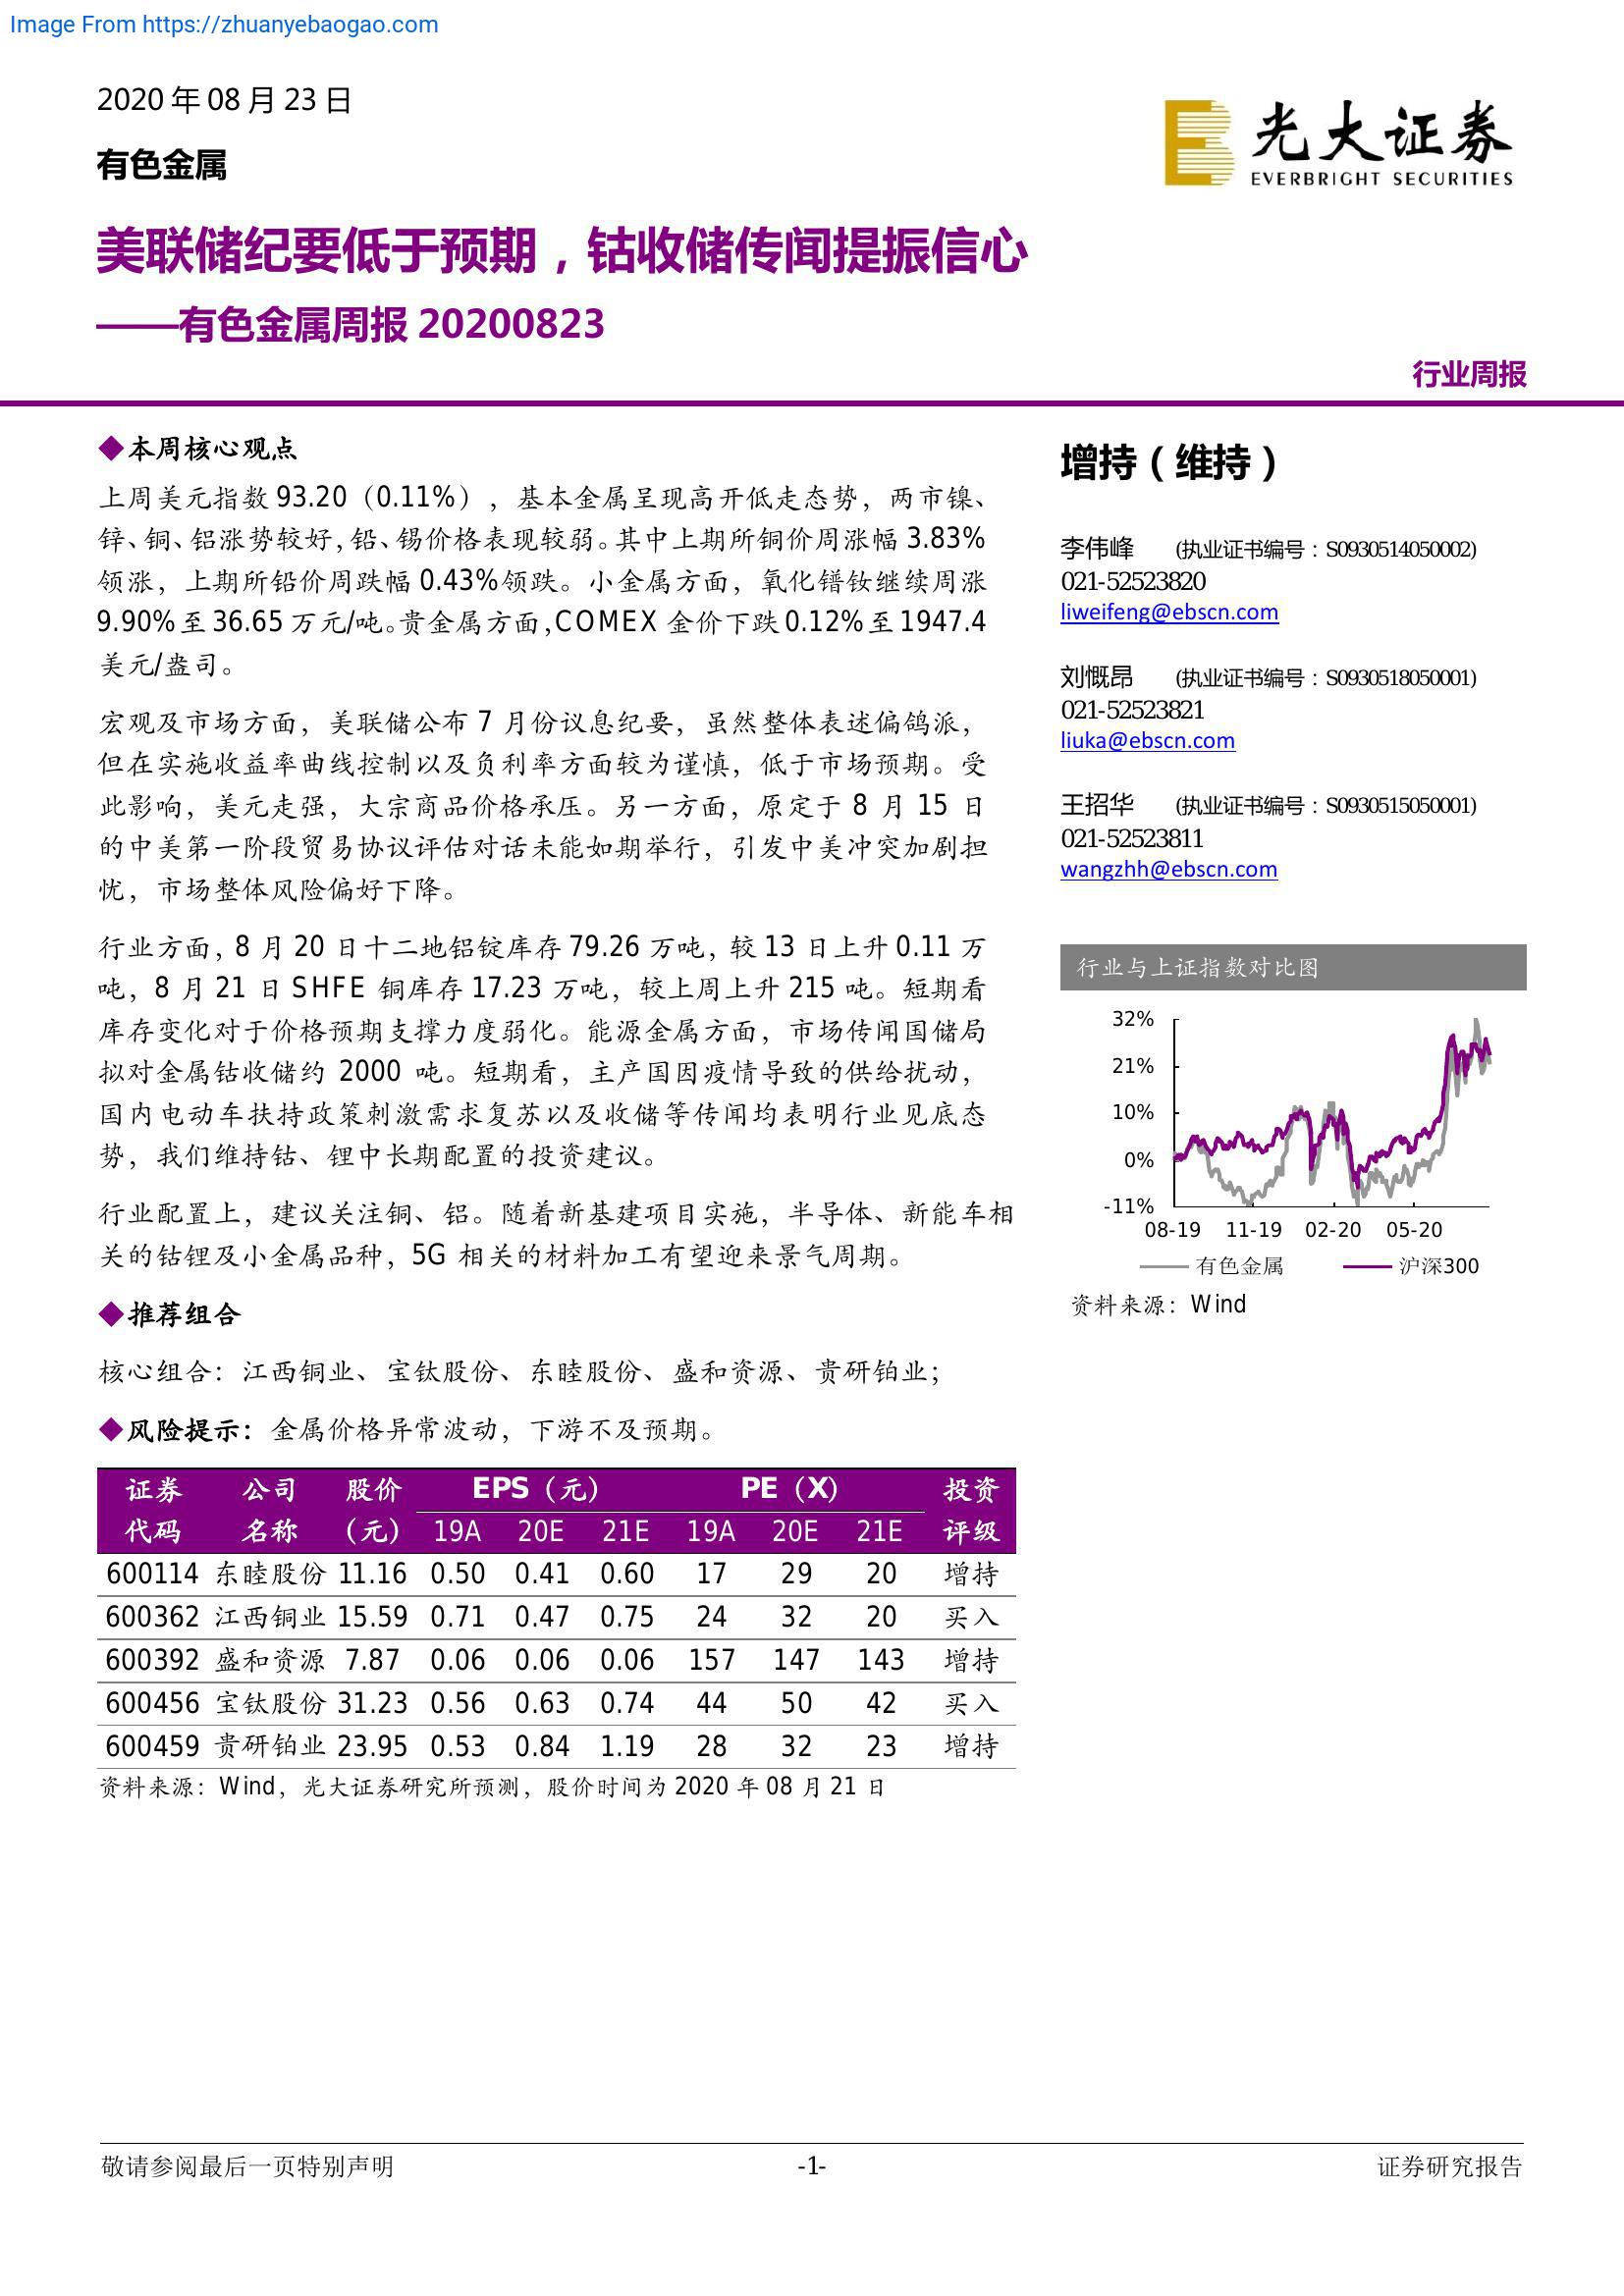 Image From https://zhuanyebaogao.com
2020 年 08 月 23 日
有色金属
光大证券
EVERBRIGHT SECURITIES
美联储纪要低于预期，钴收储传闻提振信心
——有色金属周报 20200823
行业周报
◆本周核心观点
上周美元指数 93.20（0.11%），基本金属呈现高开低走态势，两市镍、
锌、铜、铝涨势较好，铅、锡价格表现较弱。其中上期所铜价周涨幅 3.83%
领涨，上期所铅价周跌幅 0.43%领跌。小金属方面，氧化镨钕继续周涨
9.90%至 36.65 万元/吨。贵金属方面，COMEX 金价下跌 0.12%至 1947.4
美元/盎司。
宏观及市场方面，美联储公布 7 月份议息纪要，虽然整体表述偏鸽派，
但在实施收益率曲线控制以及负利率方面较为谨慎，低于市场预期。受
此影响，美元走强，大宗商品价格承压。另一方面，原定于 8 月 15 日
的中美第一阶段贸易协议评估对话未能如期举行，引发中美冲突加剧担
忧，市场整体风险偏好下降。
行业方面，8 月 20 日十二地铝锭库存 79.26 万吨，较 13 日上升 0.11 万
吨，8 月 21 日 SHFE 铜库存 17.23 万吨，较上周上升 215 吨。短期看
库存变化对于价格预期支撑力度弱化。能源金属方面，市场传闻国储局
拟对金属钴收储约 2000 吨。短期看，主产国因疫情导致的供给扰动，
国内电动车扶持政策刺激需求复苏以及收储等传闻均表明行业见底态
势，我们维持钴、锂中长期配置的投资建议。
行业配置上，建议关注铜、铝。随着新基建项目实施，半导体、新能车相
关的钴锂及小金属品种，5G 相关的材料加工有望迎来景气周期。
◆推荐组合
核心组合：江西铜业、宝钛股份、东睦股份、盛和资源、贵研铂业；
◆风险提示：金属价格异常波动，下游不及预期。
证券 公司 股价 EPS（元） PE（X） 投资
代码 名称 （元） 19A 20E 21E 19A 20E 21E 评级
600114 东睦股份 11.16 0.50 0.41 0.60 17 29 20 增持
600362 江西铜业 15.59 0.71 0.47 0.75 24 32 20 买入
600392 盛和资源 7.87 0.06 0.06 0.06 157 147 143 增持
600456 宝钛股份 31.23 0.56 0.63 0.74 44 50 42 买入
600459 贵研铂业 23.95 0.53 0.84 1.19 28 32 23 增持
资料来源：Wind，光大证券研究所预测，股价时间为 2020 年 08 月 21 日
增持（维持）
李伟峰 (执业证书编号：S0930514050002)
021-52523820
liweifeng@ebscn.com
刘慨昂 (执业证书编号：S0930518050001)
021-52523821
liuka@ebscn.com
王招华 (执业证书编号：S0930515050001)
021-52523811
wangzhh@ebscn.com
行业与上证指数对比图
32%
21%
10%
0%
-11%
08-19 11-19 02-20 05-20
有色金属 沪深300
资料来源：Wind
敬请参阅最后一页特别声明 -1- 证券研究报告